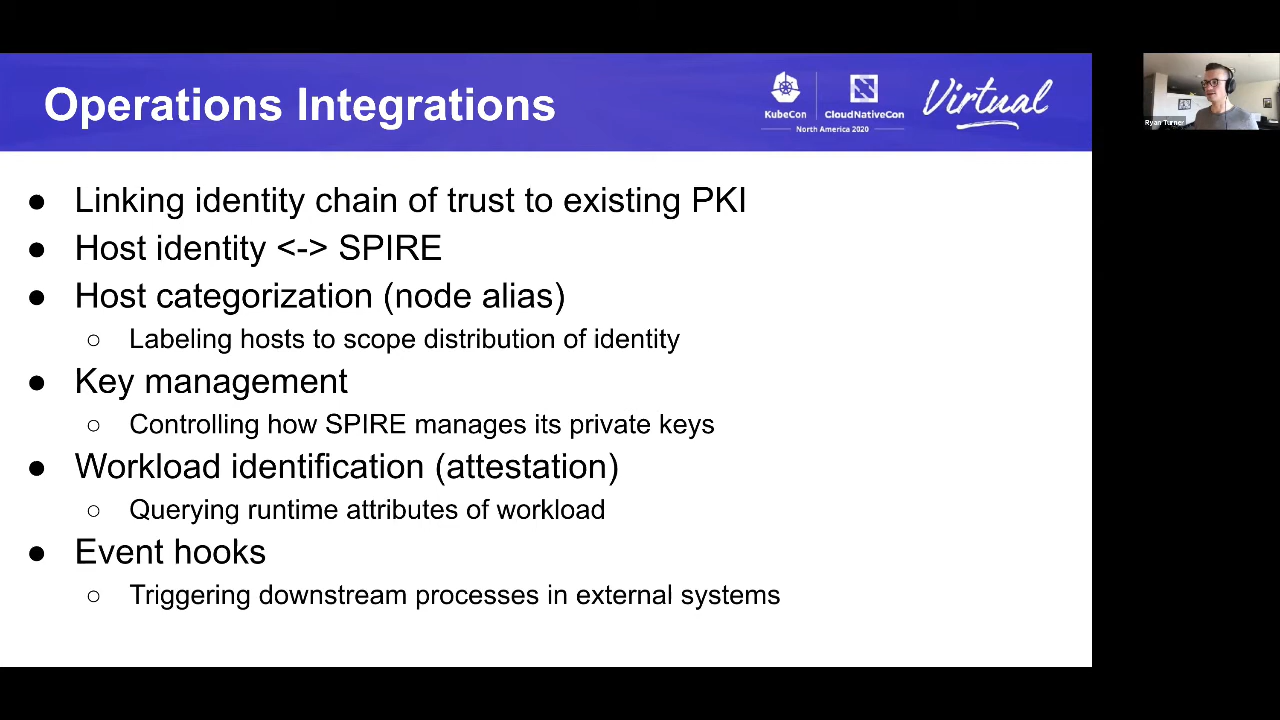 Operations Integrations
KubeCon
CloudNativeCon
North America 2020
Virtual
Ryan Turner
● Linking identity chain of trust to existing PKI
● Host identity <-> SPIRE
● Host categorization (node alias)
○ Labeling hosts to scope distribution of identity
● Key management
○ Controlling how SPIRE manages its private keys
● Workload identification (attestation)
○ Querying runtime attributes of workload
● Event hooks
○ Triggering downstream processes in external systems